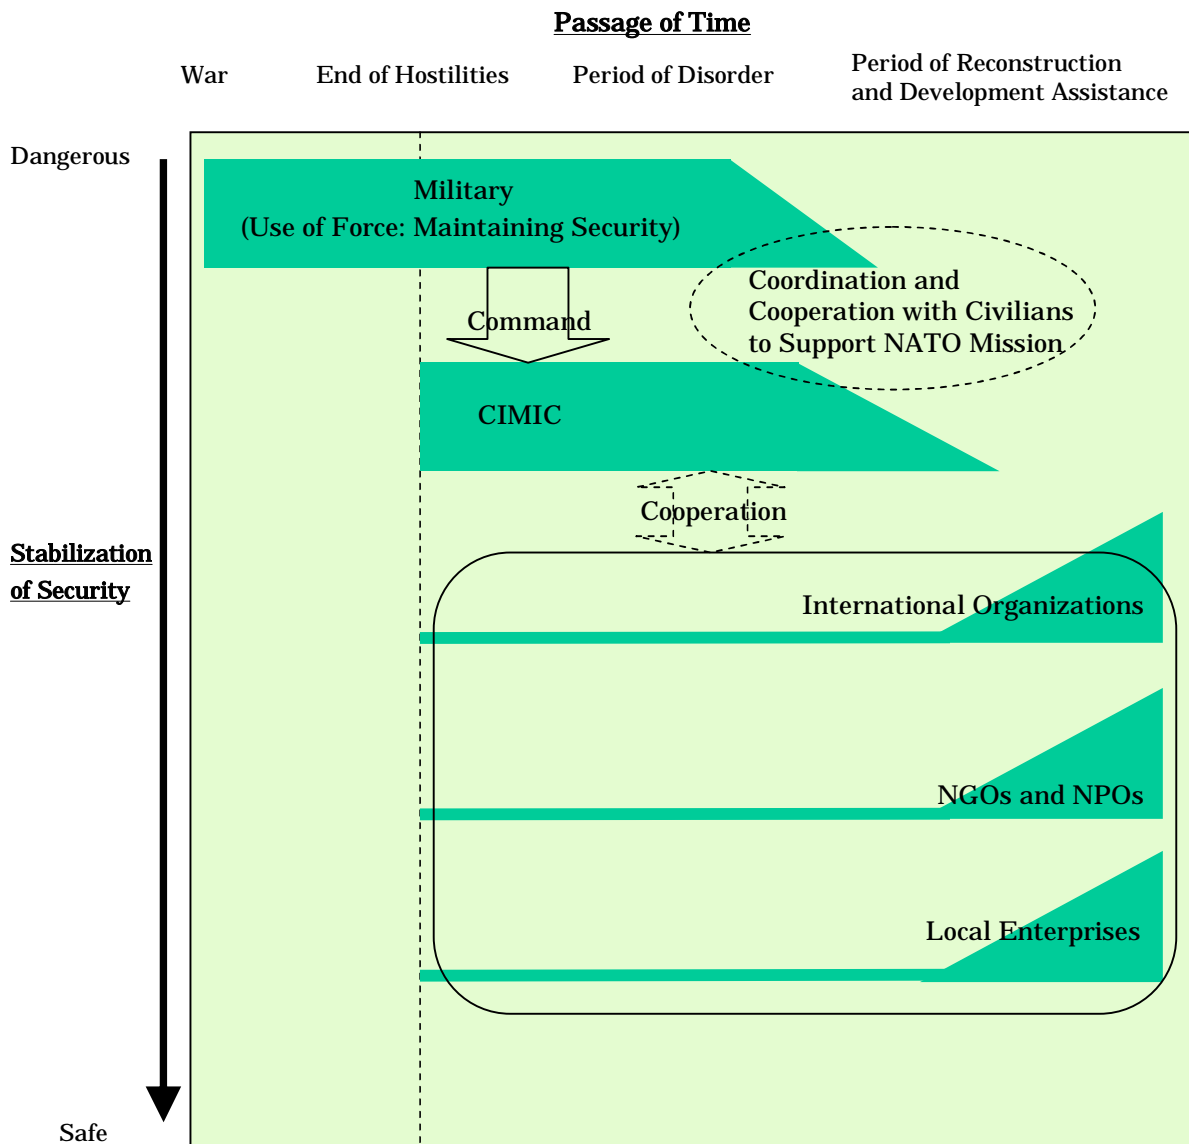 Passage of Time
War
End of Hostilities
Period of Disorder
Period of Reconstruction
and Development Assistance
Dangerous
Military
(Use of Force: Maintaining Security)
Coordination and
Cooperation with Civilians
to Support NATO Mission
Command
CIMIC
Cooperation
Stabilization
of Security
International Organizations
NGOs and NPOs
Local Enterprises
Safe